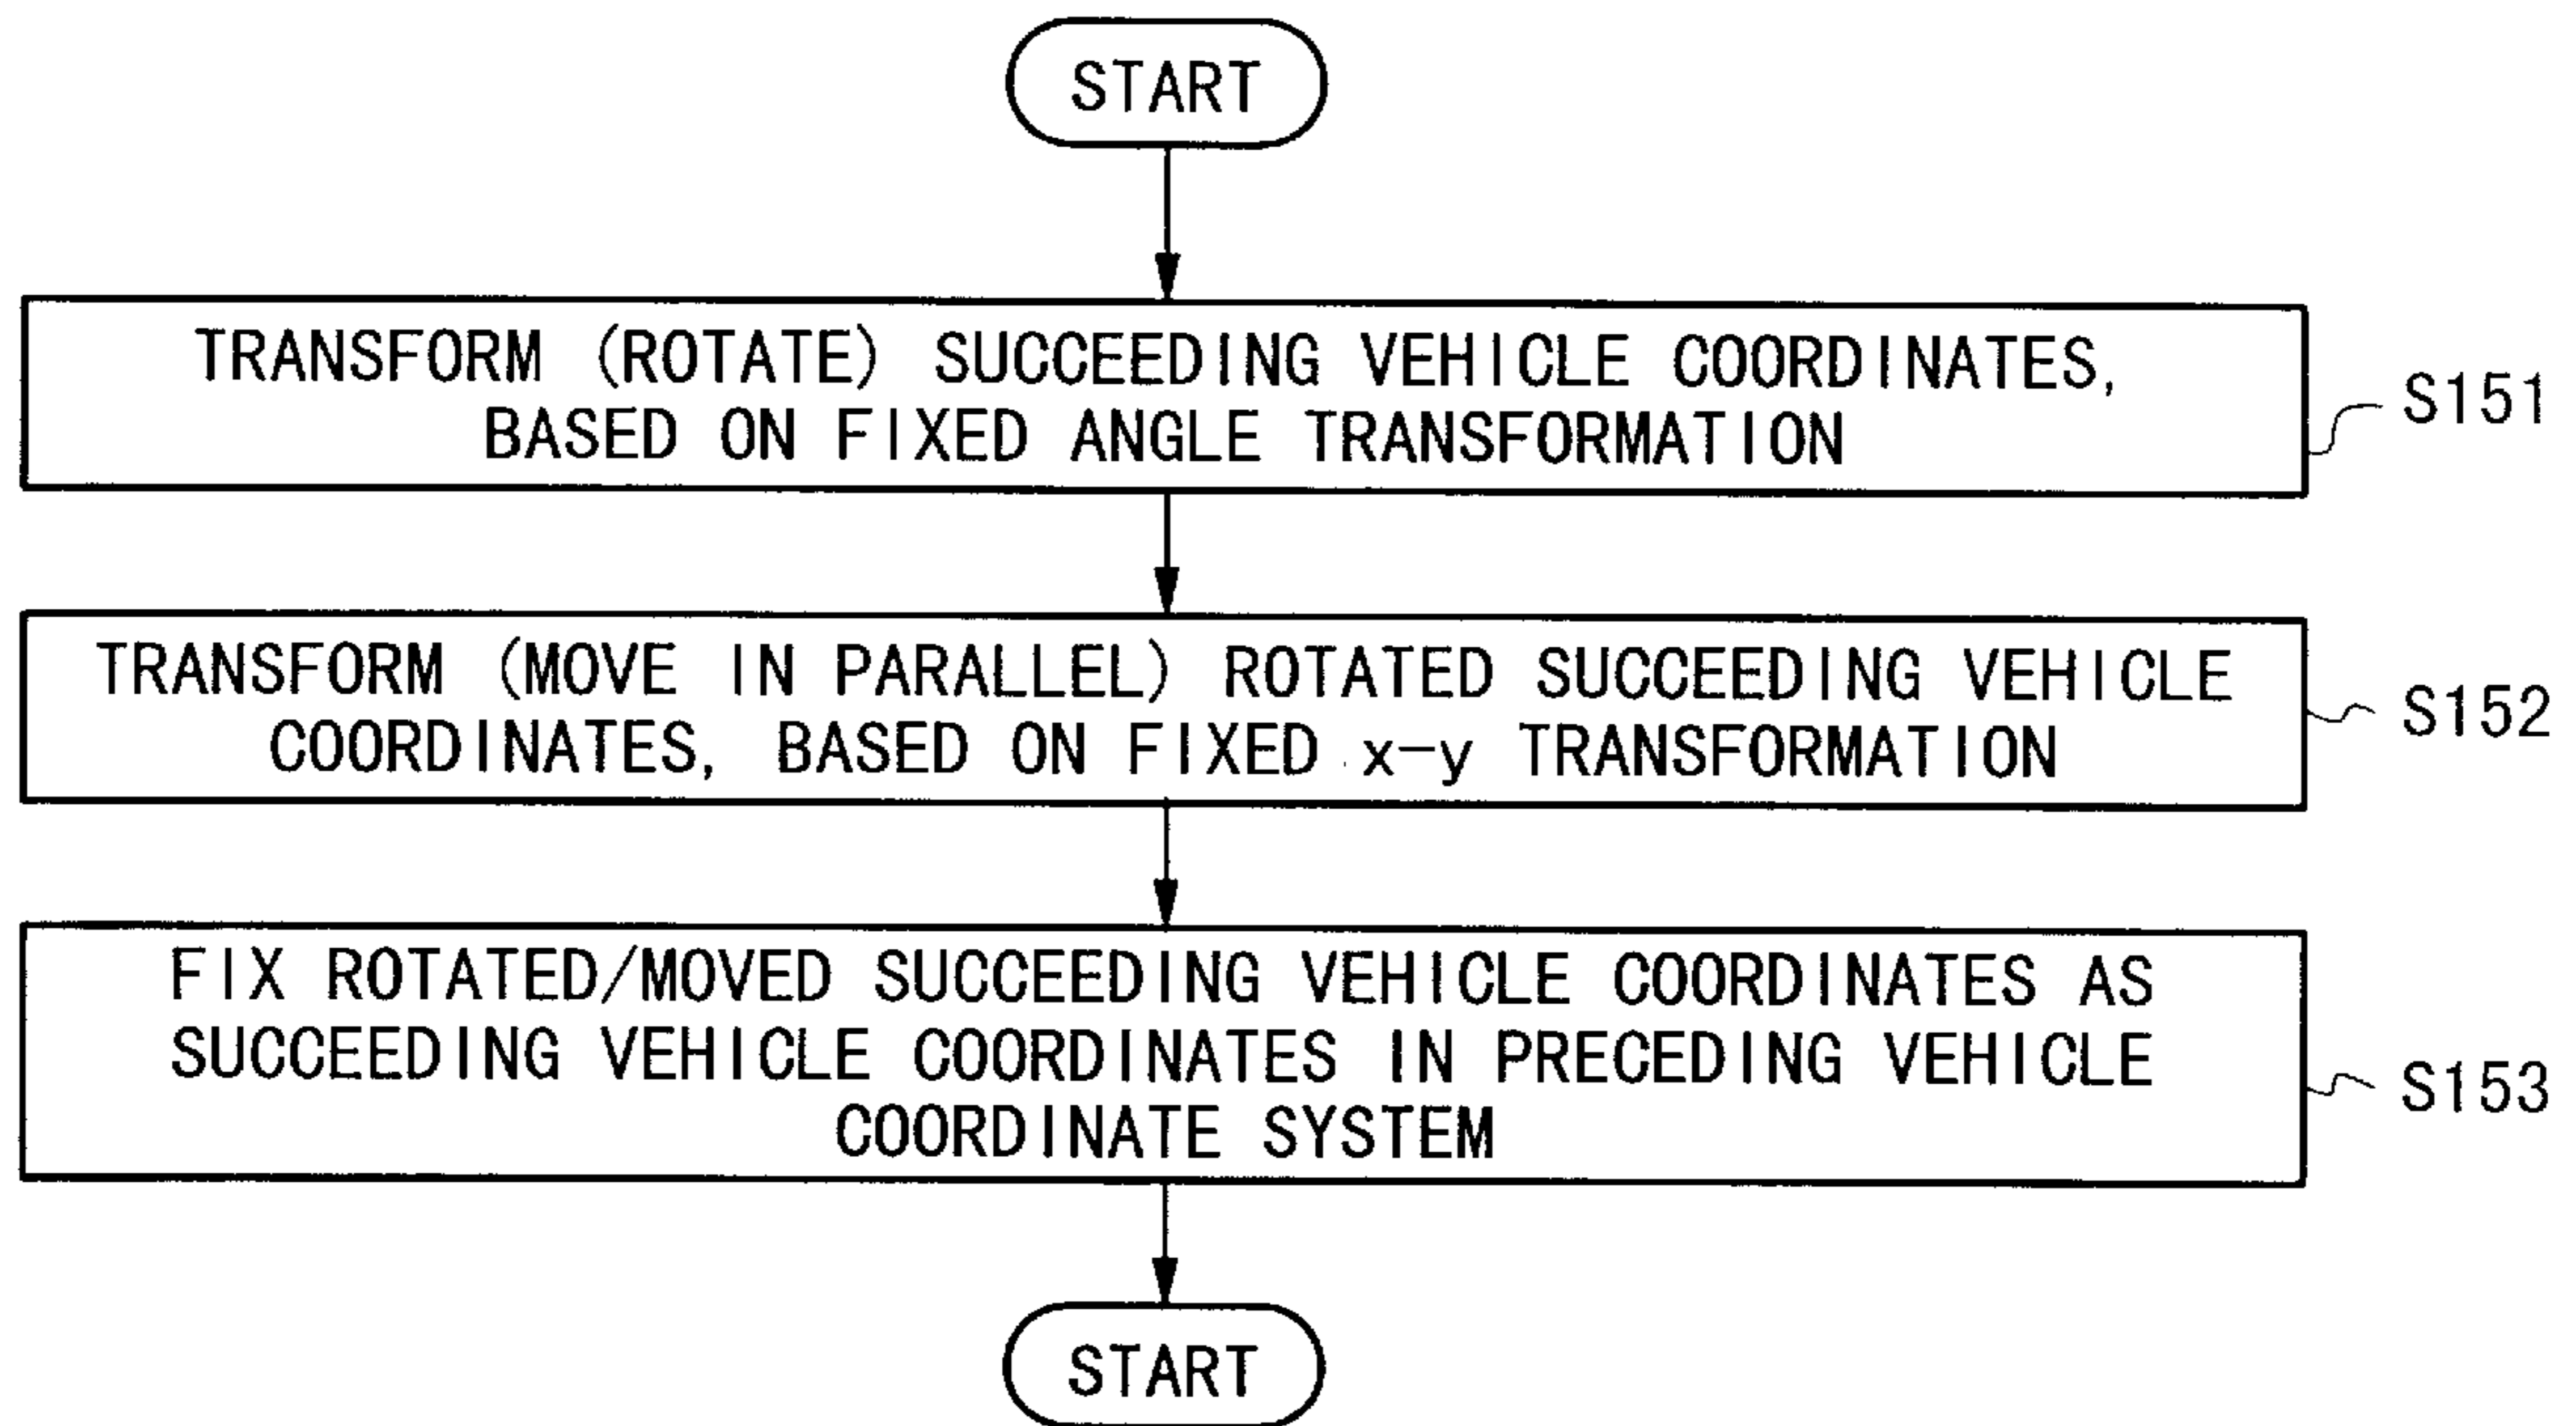 START
TRANSFORM (ROTATE) SUCCEEDING VEHICLE COORDINATES,
BASED ON FIXED ANGLE TRANSFORMATION
S151
TRANSFORM (MOVE IN PARALLEL) ROTATED SUCCEEDING VEHICLE
COORDINATES, BASED ON FIXED x-y TRANSFORMATION
S152
FIX ROTATED/MOVED SUCCEEDING VEHICLE COORDINATES AS
SUCCEEDING VEHICLE COORDINATES IN PRECEDING VEHICLE
COORDINATE SYSTEM
S153
START